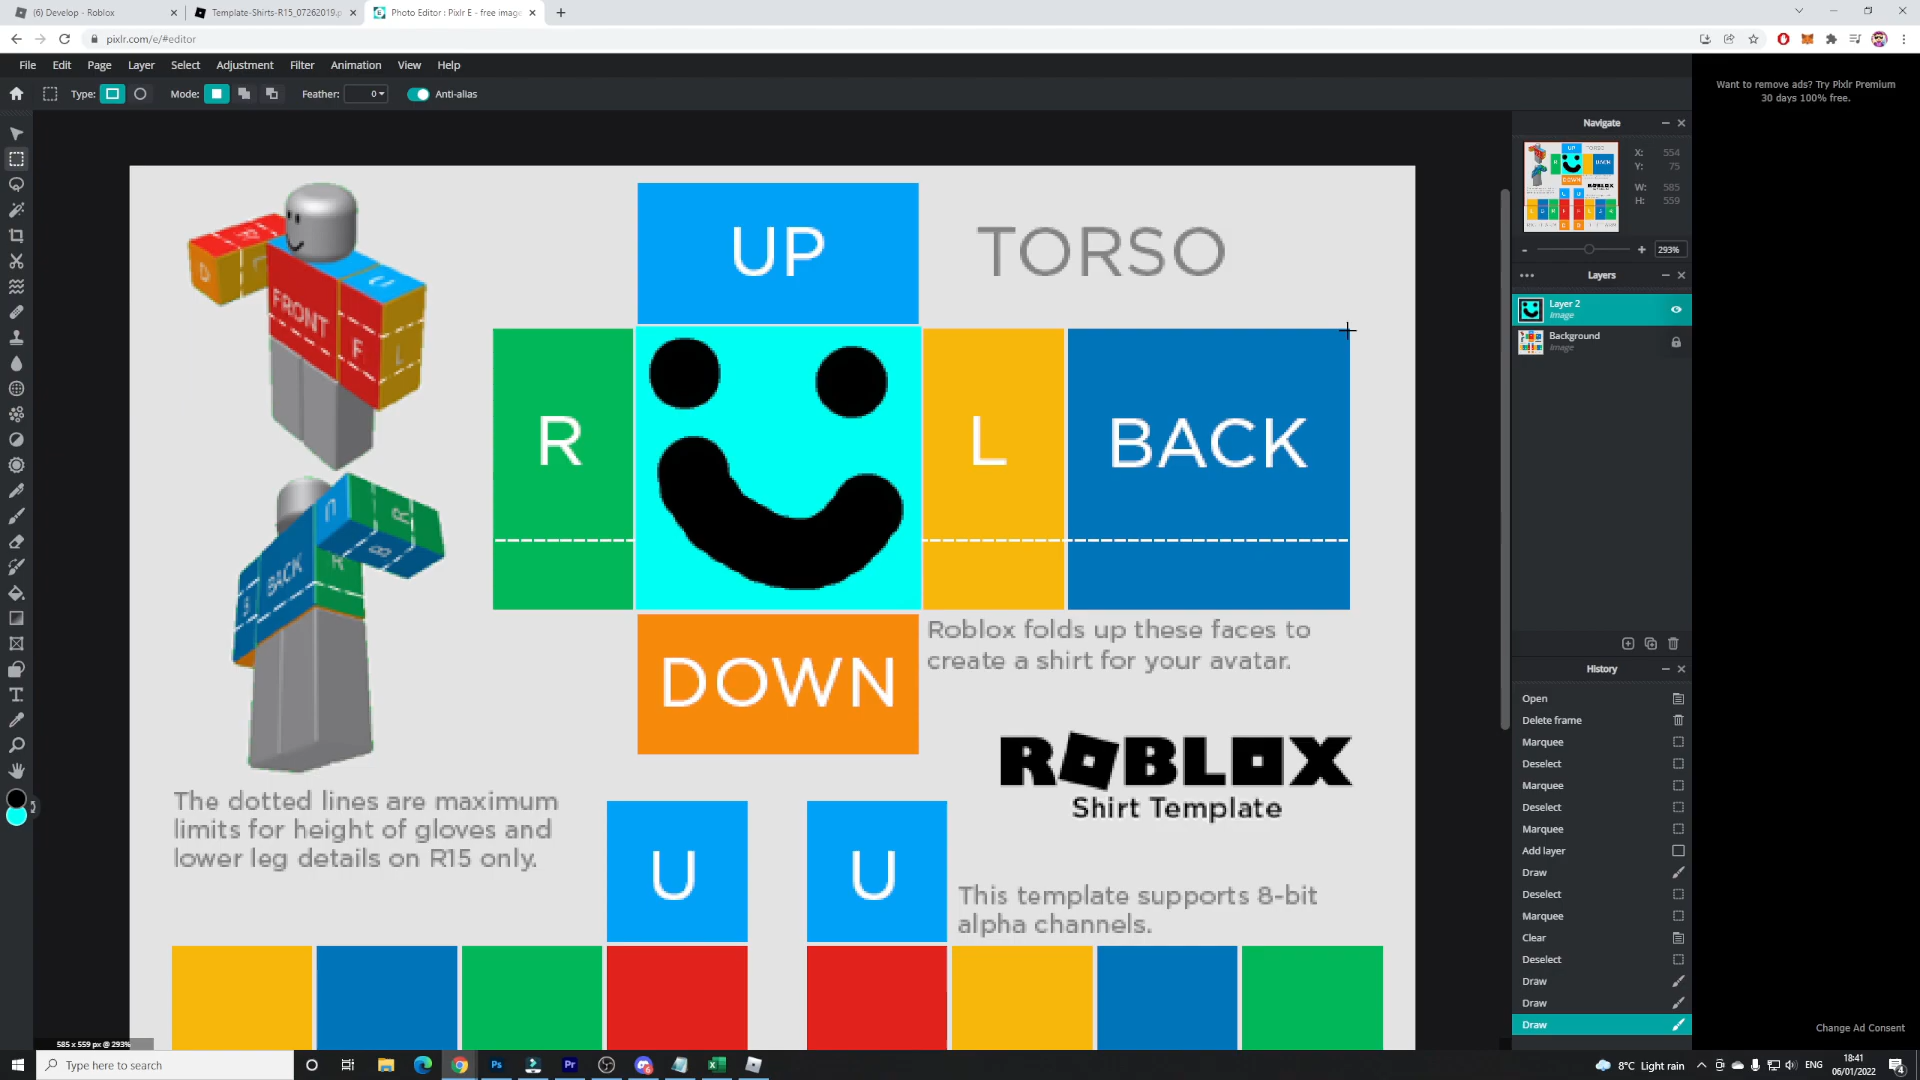 (6) Develop - Roblox
Template-Shirts-R15_07262019.p
Photo Editor : Pixlr E - free imag
pixlr.com/e/#editor
File Edit Page Layer Select Adjustment Filter Animation View Help
Type: Mode: Feather: 0 Anti-alias
Want to remove ads? Try Pixlr Premium
30 days 100% free.
Navigate
X: 554
Y: 75
W: 585
H: 559
293%
Layers
Layer 2
Image
Background
Image
History
Open
Delete frame
Marquee
Deselect
Marquee
Deselect
Marquee
Add layer
Draw
Deselect
Marquee
Clear
Deselect
Draw
Draw
Draw
Change Ad Consent
UP
TORSO
R
L
BACK
DOWN
FRONT
F
L
U
R
D
BACK
R
B
R
U
Roblox folds up these faces to
create a shirt for your avatar.
ROBLOX
Shirt Template
The dotted lines are maximum
limits for height of gloves and
lower leg details on R15 only.
U
U
This template supports 8-bit
alpha channels.
585 x 559 px @ 293%
Type here to search
8°C Light rain
ENG
18:41
06/01/2022
4